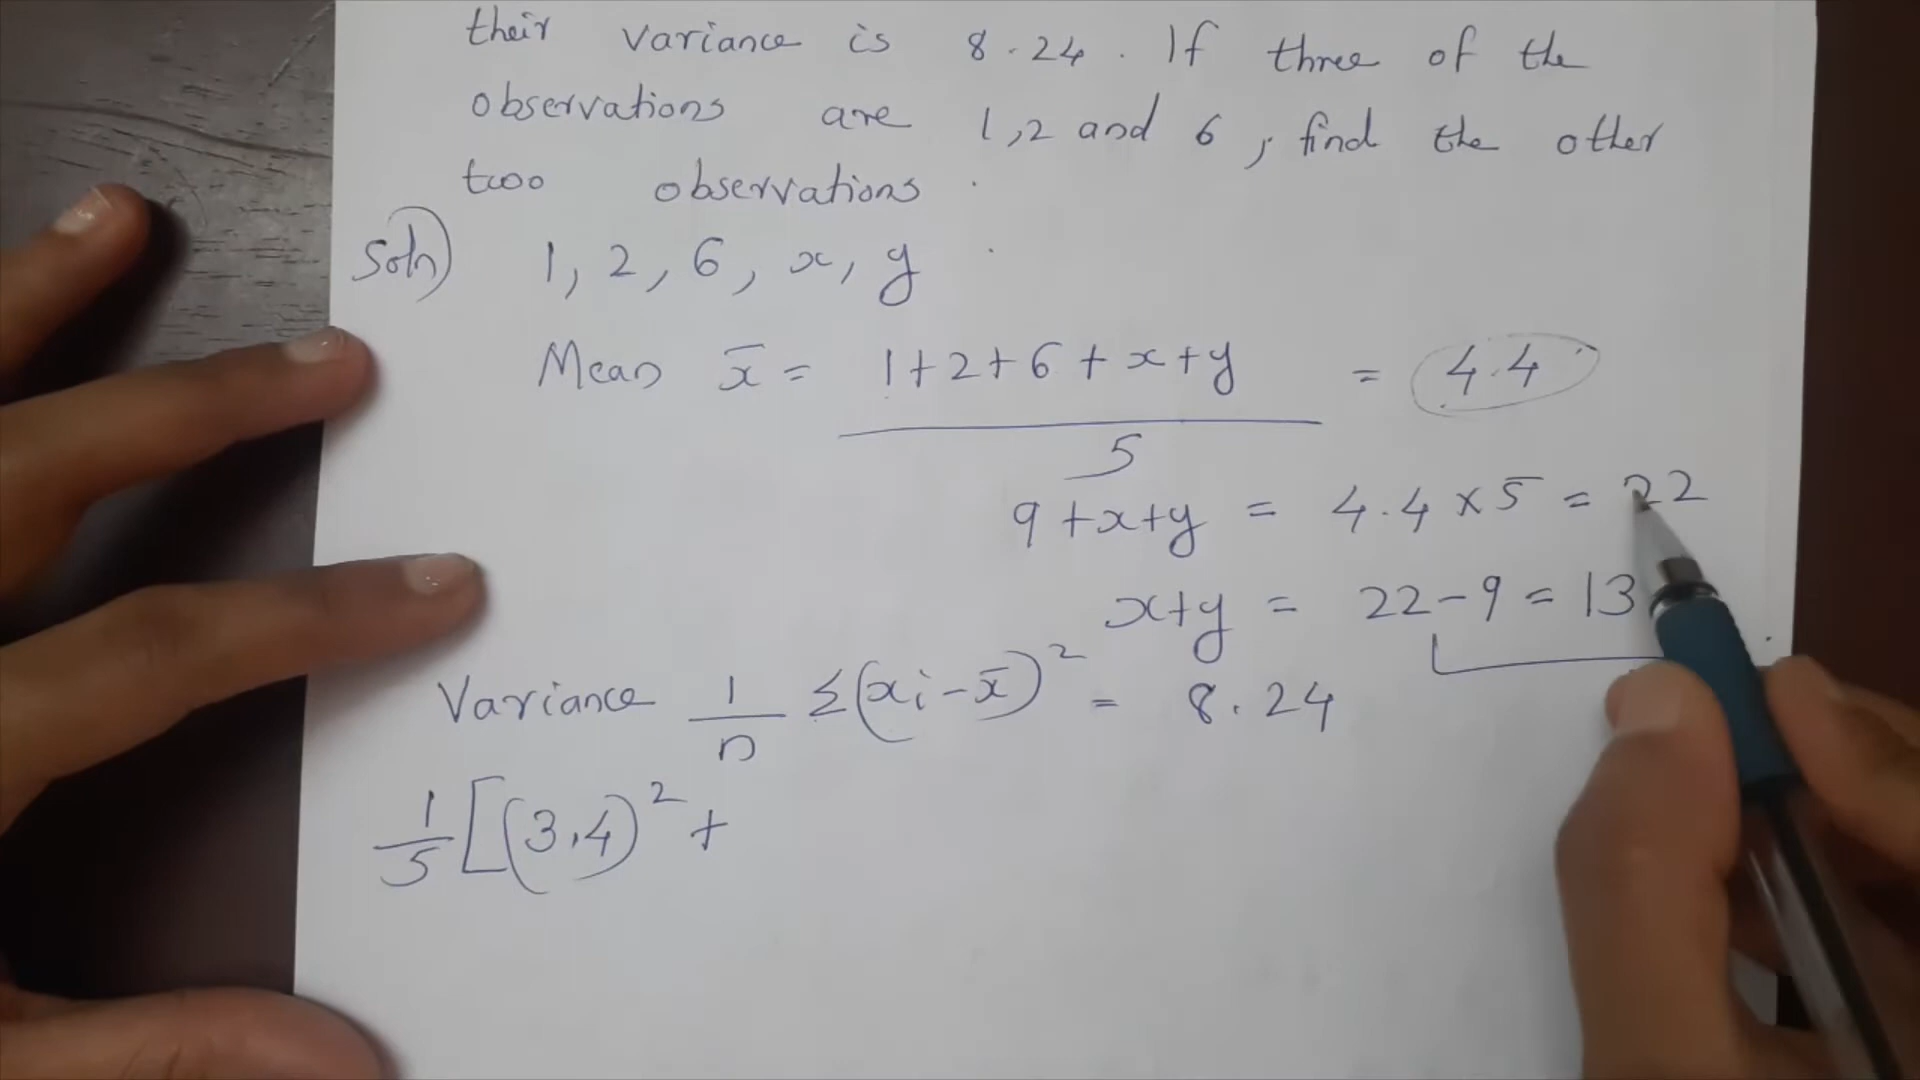 their variance is 8.24. If three of the
observations are 1,2 and 6, find the other
two observations.
Soln) 1, 2, 6, x, y
Mean x̄ = 1+2+6+x+y / 5 = 4.4
9+x+y = 4.4×5 = 22
x+y = 22-9 = 13
Variance 1/n Σ(xi-x̄)² = 8.24
1/5 [(3.4)² +